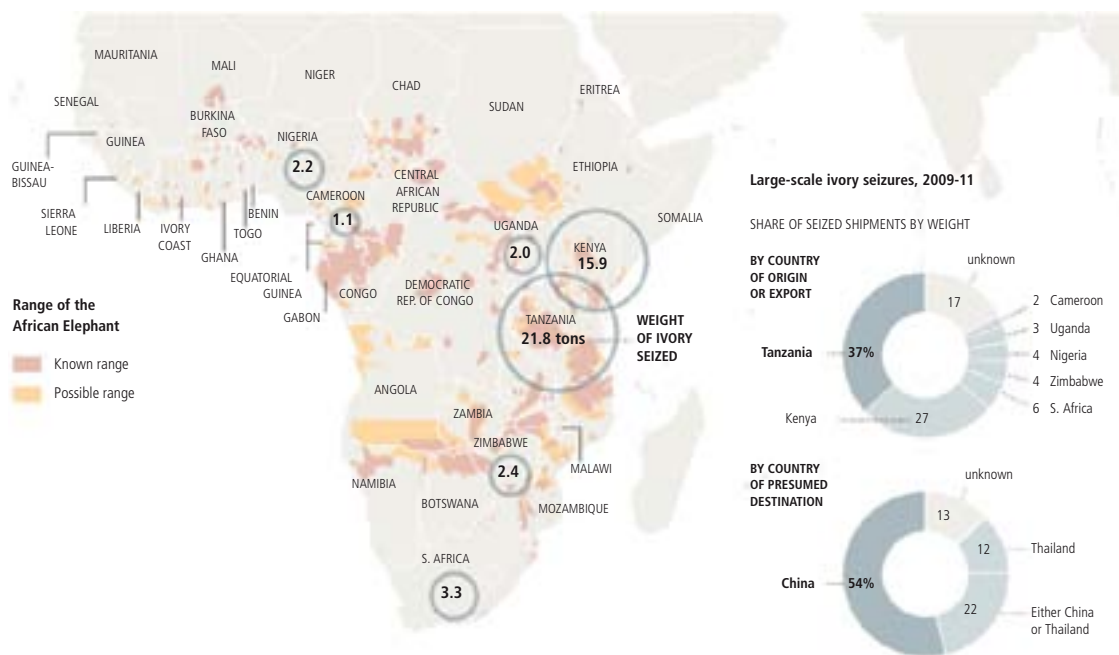 MAURITANIA
MALI
NIGER
CHAD
SUDAN
ERITREA
SENEGAL
BURKINA
FASO
NIGERIA
2.2
GUINEA
GUINEA-
BISSAU
ETHIOPIA
CENTRAL
AFRICAN
REPUBLIC
CAMEROON
1.1
SIERRA
LEONE
LIBERIA
IVORY
COAST
GHANA
TOGO
BENIN
SOMALIA
UGANDA
2.0
KENYA
15.9
EQUATORIAL
GUINEA
GABON
CONGO
DEMOCRATIC
REP. OF CONGO
TANZANIA
21.8 tons
WEIGHT
OF IVORY
SEIZED
Range of the
African Elephant
Known range
Possible range
ANGOLA
ZAMBIA
ZIMBABWE
2.4
MALAWI
NAMIBIA
BOTSWANA
MOZAMBIQUE
S. AFRICA
3.3
Large-scale ivory seizures, 2009-11
SHARE OF SEIZED SHIPMENTS BY WEIGHT
BY COUNTRY
OF ORIGIN
OR EXPORT
unknown
17
2 Cameroon
3 Uganda
4 Nigeria
4 Zimbabwe
6 S. Africa
Tanzania 37%
Kenya 27
BY COUNTRY
OF PRESUMED
DESTINATION
unknown
13
12 Thailand
China 54%
22 Either China
or Thailand